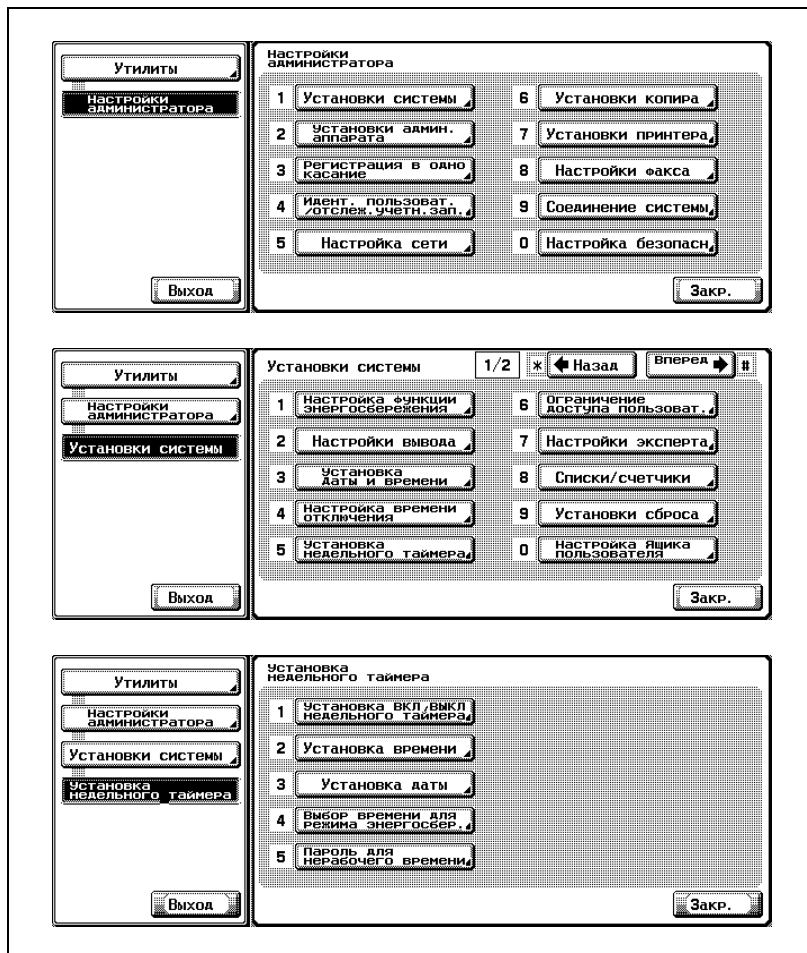 Утилиты
Настройки
администратора
Выход
Настройки
администратора
1 Установки системы
2 Установки админ.
аппарата
3 Регистрация в одно
касание
4 Идент. пользоват.
/отслеж.учетн.зап.
5 Настройка сети
6 Установки копира
7 Установки принтера
8 Настройки факса
9 Соединение системы
0 Настройка безопасн
Закр.
Утилиты
Настройки
администратора
Установки системы
Выход
Установки системы 1/2 * Назад Вперед #
1 Настройка функции
энергосбережения
2 Настройки вывода
3 Установка
даты и времени
4 Настройка времени
отключения
5 Установка
недельного таймера
6 Ограничение
доступа пользоват.
7 Настройки эксперта
8 Списки/счетчики
9 Установки сброса
0 Настройка Ящика
пользователя
Закр.
Утилиты
Настройки
администратора
Установки системы
Установка
недельного таймера
Выход
Установка
недельного таймера
1 Установка ВКЛ/ВЫКЛ
недельного таймера
2 Установка времени
3 Установка даты
4 Выбор времени для
режима энергосбер.
5 Пароль для
нерабочего времени
Закр.